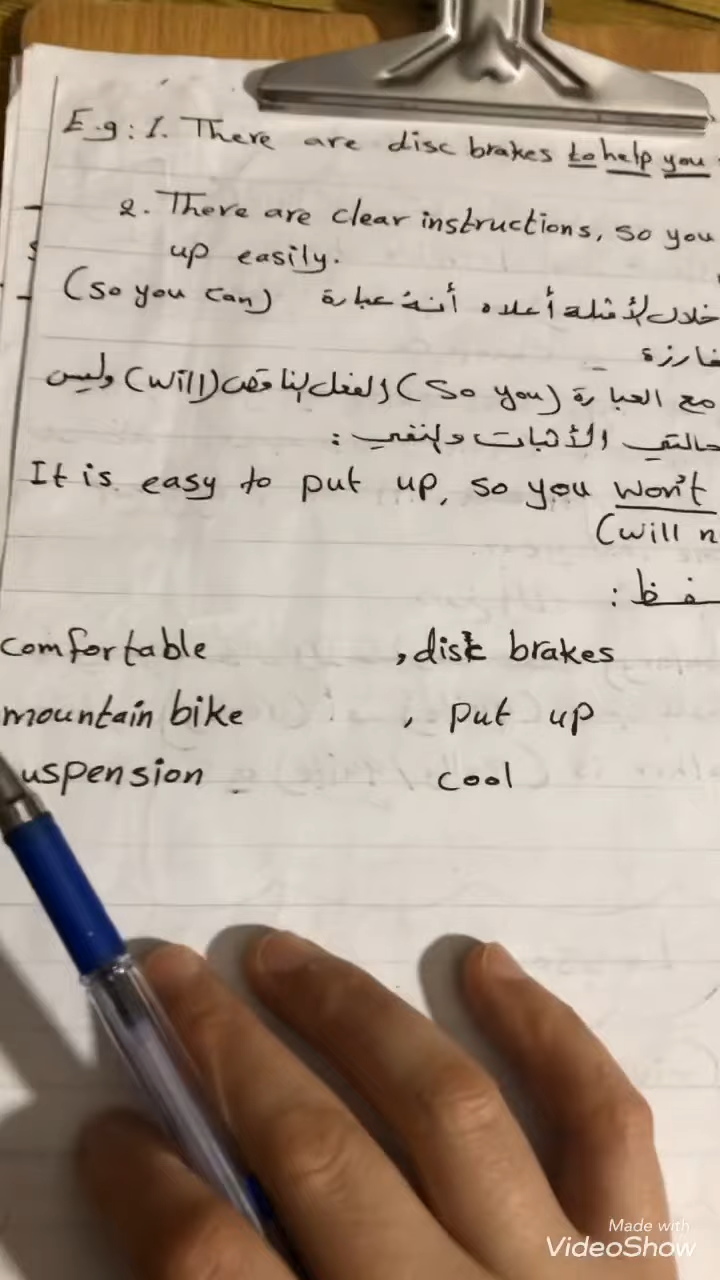 E.g: 1. There are disc brakes to help you
2. There are clear instructions, so you
up easily.
خلال الأمثلة أعلاه أنه عبارة (so you can)
فارزة
مع العبارة (So you) الفعل الناقص (will) وليس
حالتي الأثبات والنفي :
It is easy to put up, so you won't
(will n
فظ :
comfortable , disk brakes
mountain bike , put up
uspension cool
Made with
VideoShow